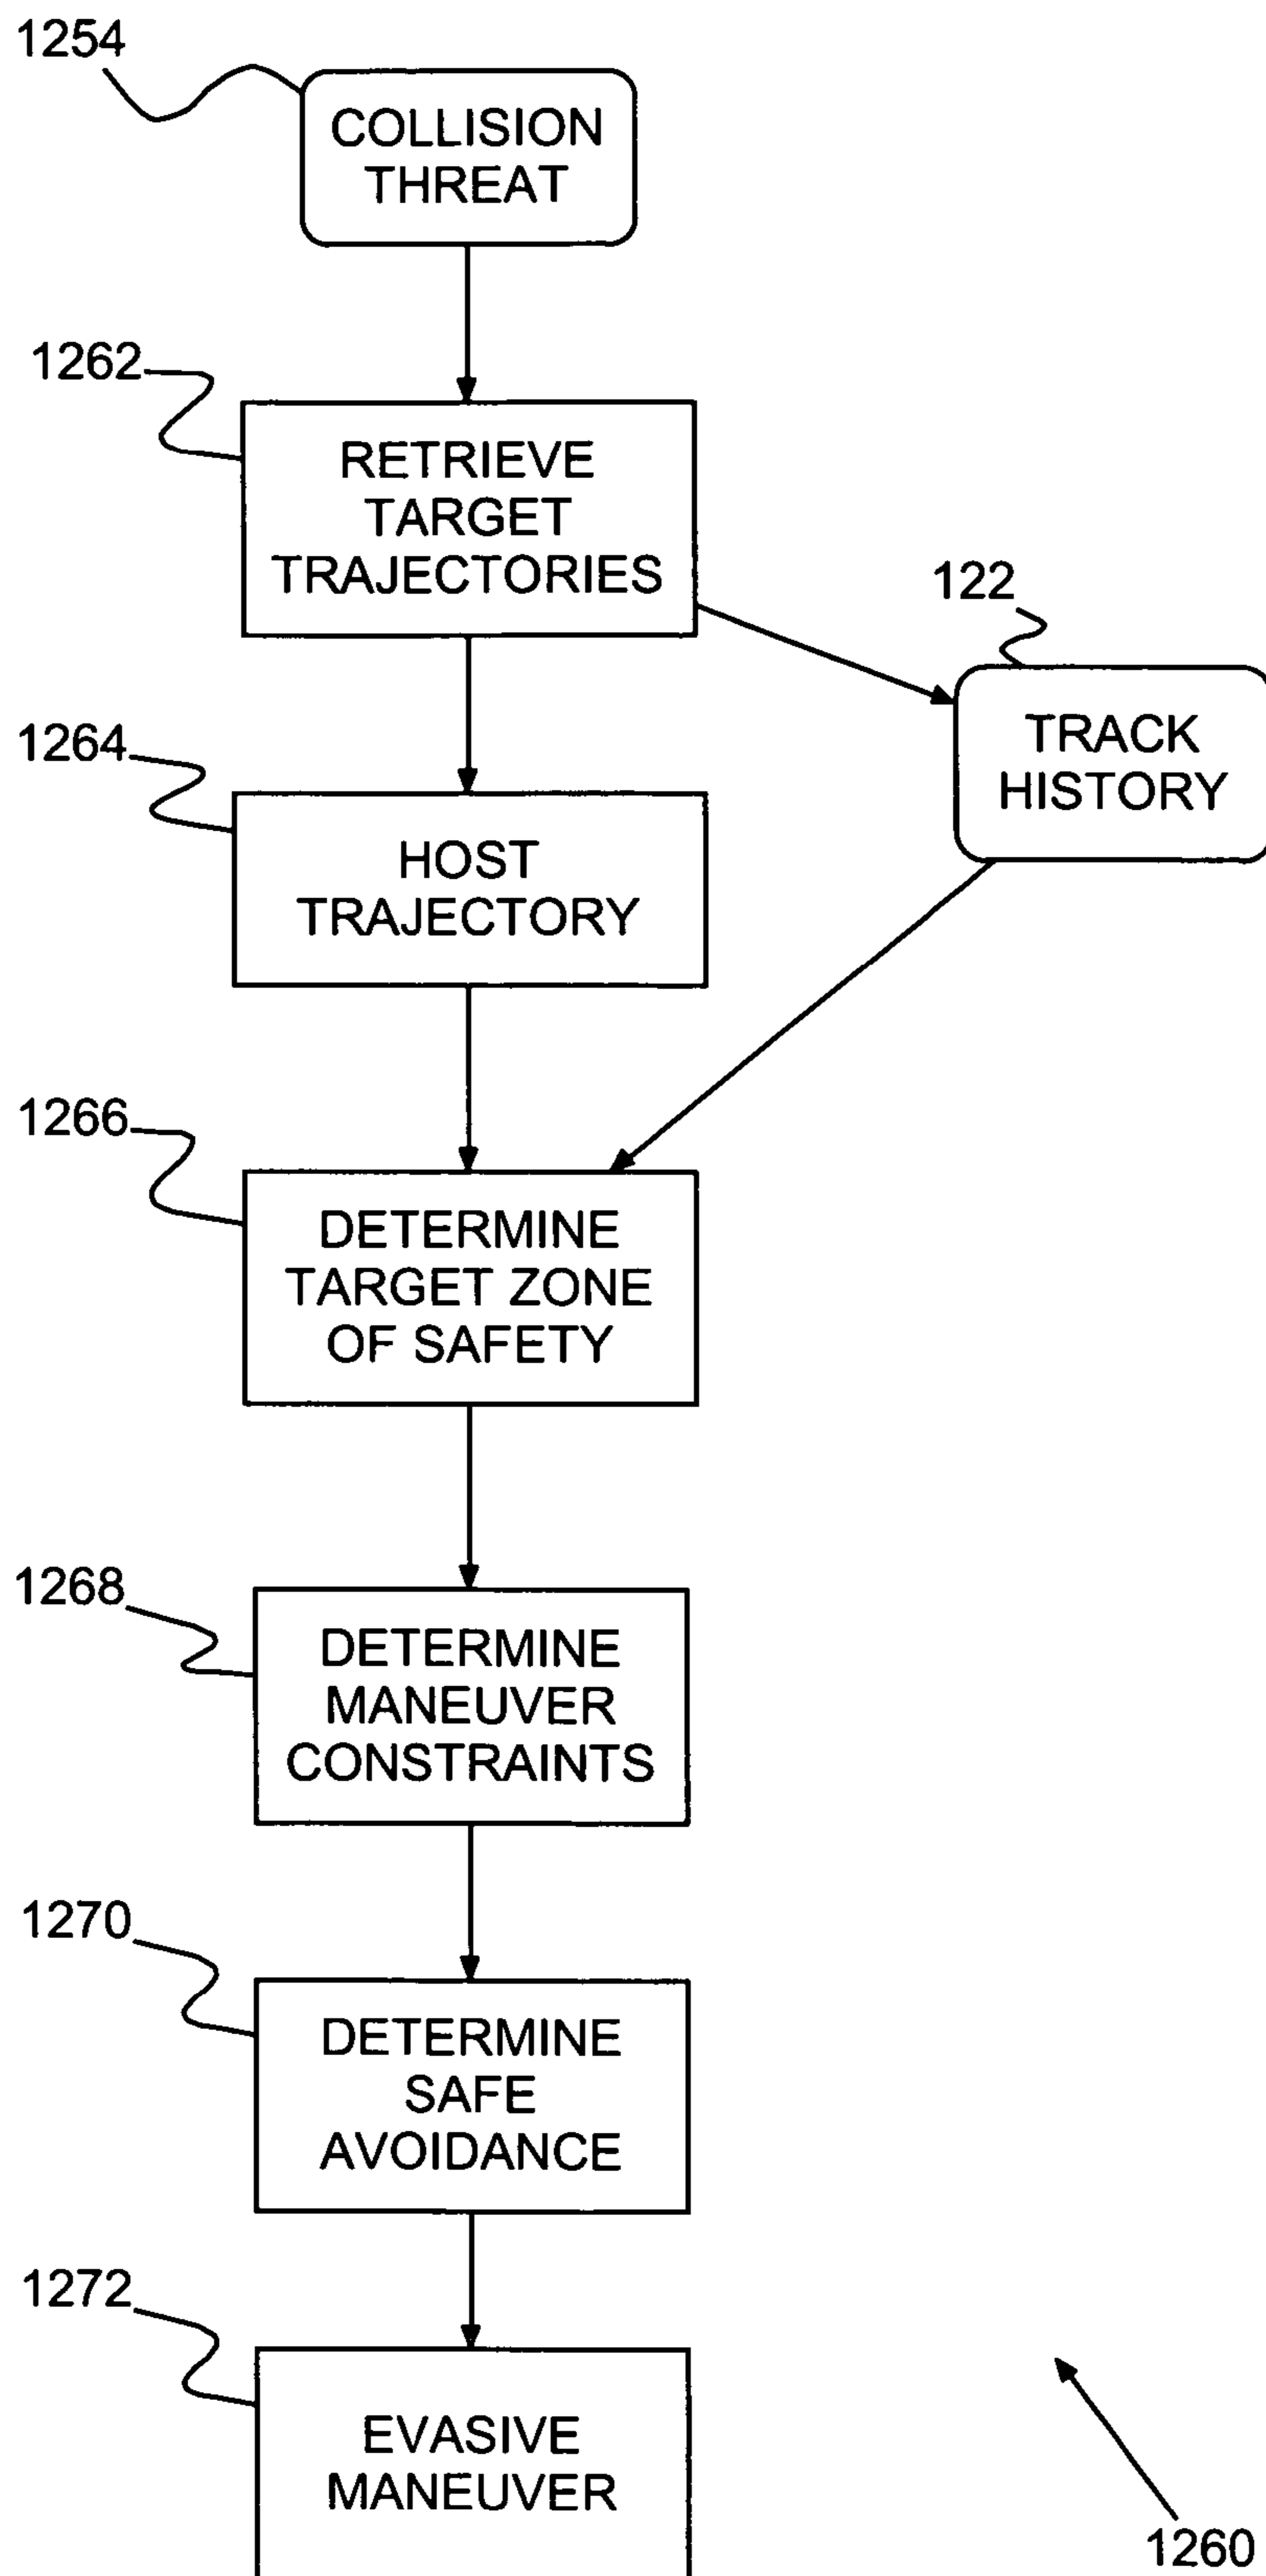 1254
COLLISION
THREAT
1262
RETRIEVE
TARGET
TRAJECTORIES
122
TRACK
HISTORY
1264
HOST
TRAJECTORY
1266
DETERMINE
TARGET ZONE
OF SAFETY
1268
DETERMINE
MANEUVER
CONSTRAINTS
1270
DETERMINE
SAFE
AVOIDANCE
1272
EVASIVE
MANEUVER
1260